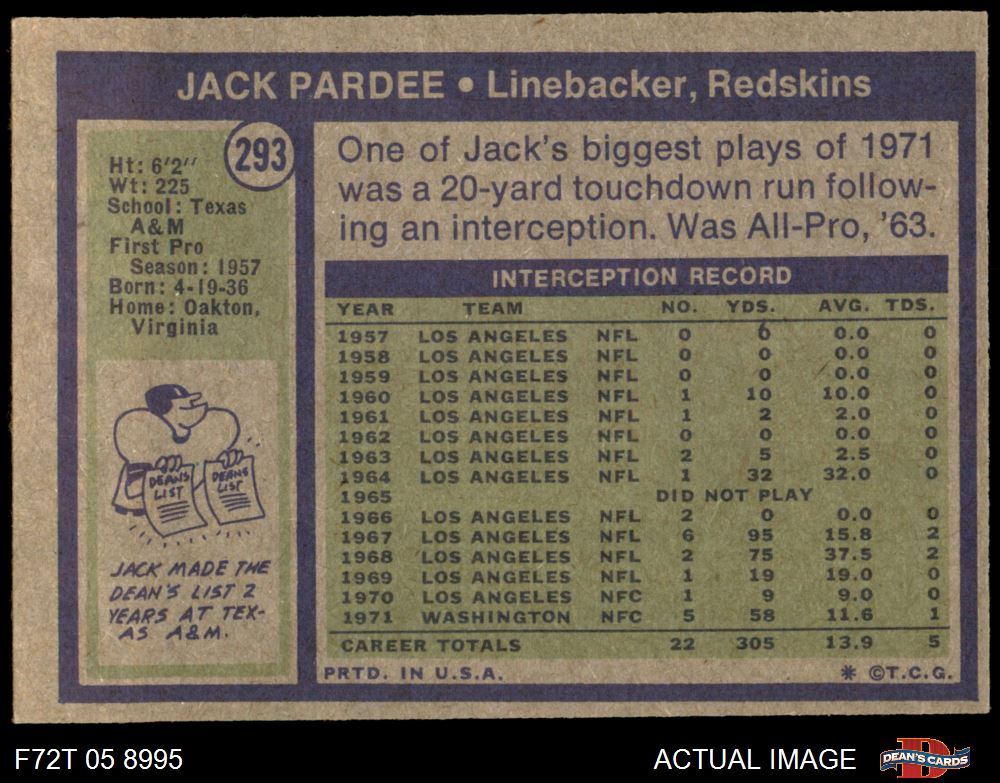 JACK PARDEE • Linebacker, Redskins
293
Ht: 6'2"
Wt: 225
School: Texas
A&M
First Pro
Season: 1957
Born: 4-19-36
Home: Oakton,
Virginia
DEANS LIST
DEANS LIST
JACK MADE THE
DEAN'S LIST 2
YEARS AT TEX-
AS A&M.
One of Jack's biggest plays of 1971
was a 20-yard touchdown run follow-
ing an interception. Was All-Pro, '63.
INTERCEPTION RECORD
YEAR TEAM NO. YDS. AVG. TDS.
1957 LOS ANGELES NFL 0 6 0.0 0
1958 LOS ANGELES NFL 0 0 0.0 0
1959 LOS ANGELES NFL 0 0 0.0 0
1960 LOS ANGELES NFL 1 10 10.0 0
1961 LOS ANGELES NFL 1 2 2.0 0
1962 LOS ANGELES NFL 0 0 0.0 0
1963 LOS ANGELES NFL 2 5 2.5 0
1964 LOS ANGELES NFL 1 32 32.0 0
1965 DID NOT PLAY
1966 LOS ANGELES NFL 2 0 0.0 0
1967 LOS ANGELES NFL 6 95 15.8 2
1968 LOS ANGELES NFL 2 75 37.5 2
1969 LOS ANGELES NFL 1 19 19.0 0
1970 LOS ANGELES NFC 1 9 9.0 0
1971 WASHINGTON NFC 5 58 11.6 1
CAREER TOTALS 22 305 13.9 5
PRTD. IN U.S.A. * ©T.C.G.
F72T 05 8995 ACTUAL IMAGE D DEAN'S CARDS